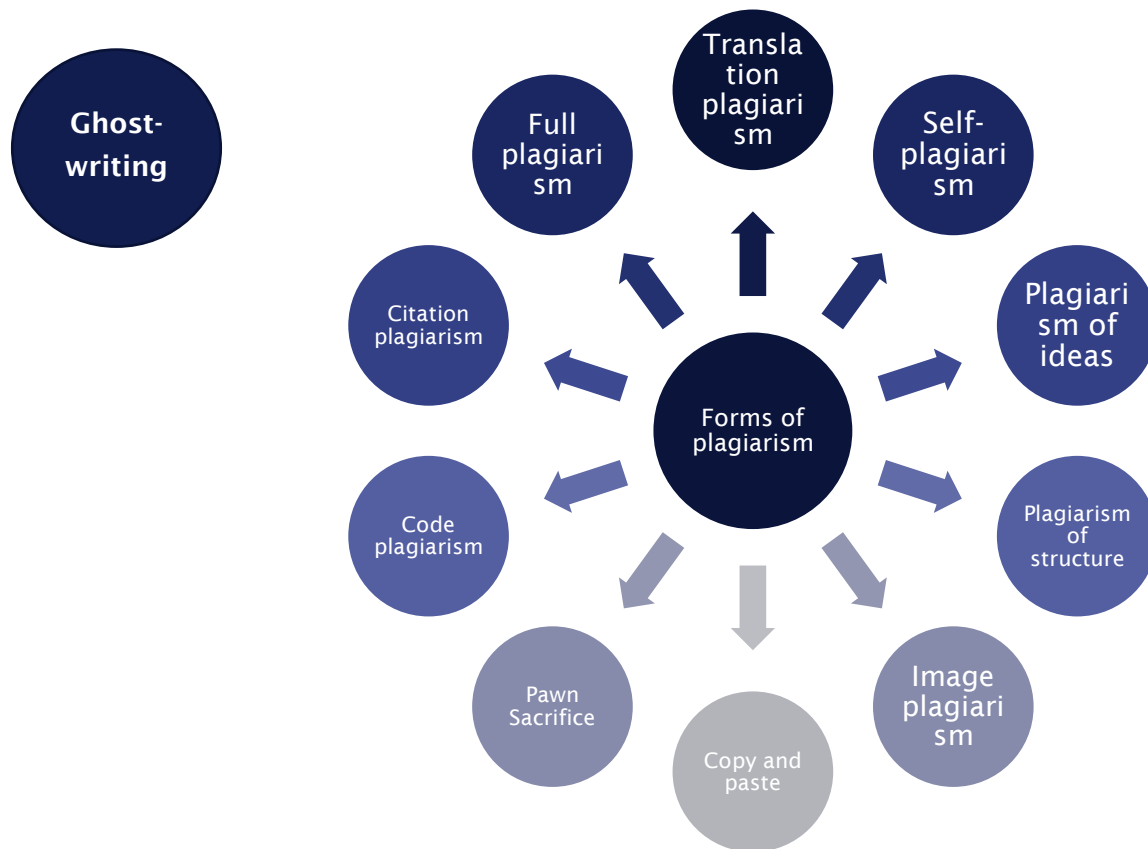 Ghost-
writing
Transla
tion
plagiari
sm
Full
plagiari
sm
Self-
plagiari
sm
Citation
plagiarism
Plagiari
sm of
ideas
Forms of
plagiarism
Code
plagiarism
Plagiarism
of
structure
Pawn
Sacrifice
Image
plagiari
sm
Copy and
paste